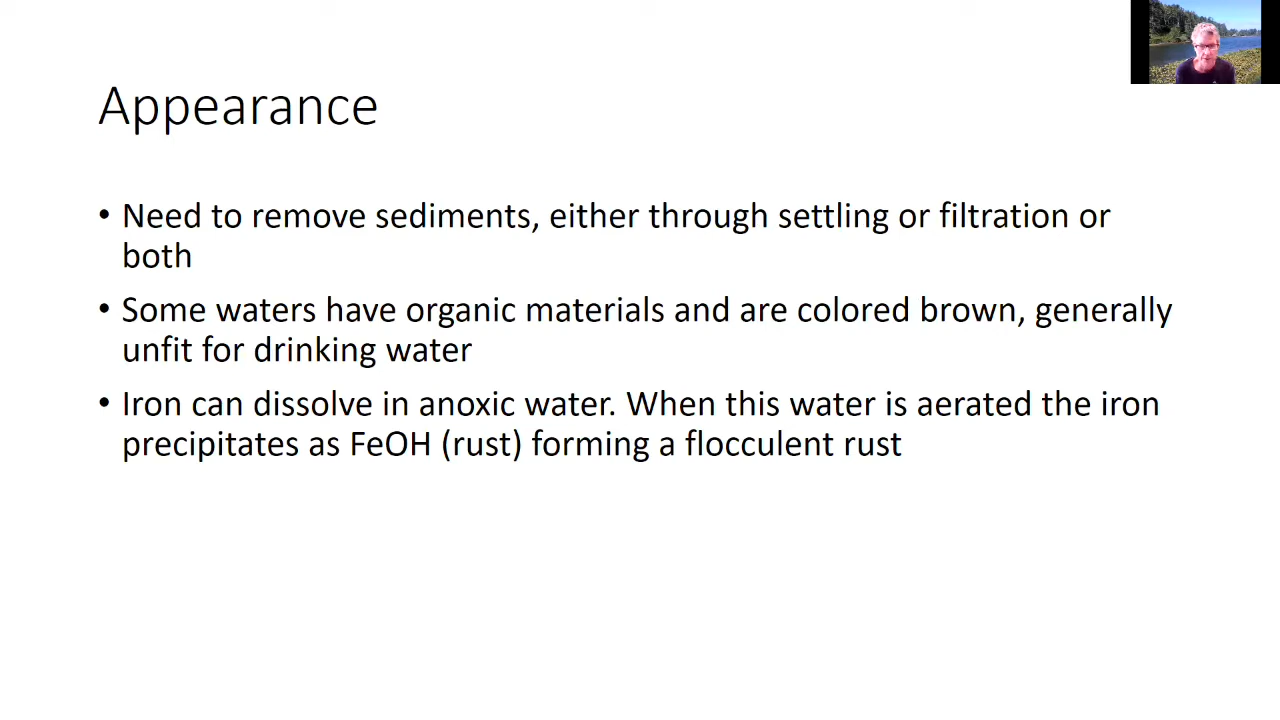 Appearance
• Need to remove sediments, either through settling or filtration or
both
• Some waters have organic materials and are colored brown, generally
unfit for drinking water
• Iron can dissolve in anoxic water. When this water is aerated the iron
precipitates as FeOH (rust) forming a flocculent rust